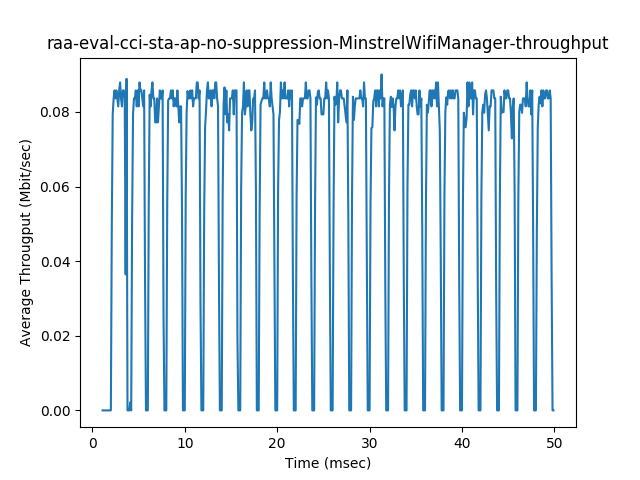 raa-eval-cci-sta-ap-no-suppression-MinstrelWifiManager-throughput
Average Througput (Mbit/sec)
0.08
0.06
0.04
0.02
0.00
0 10 20 30 40 50
Time (msec)